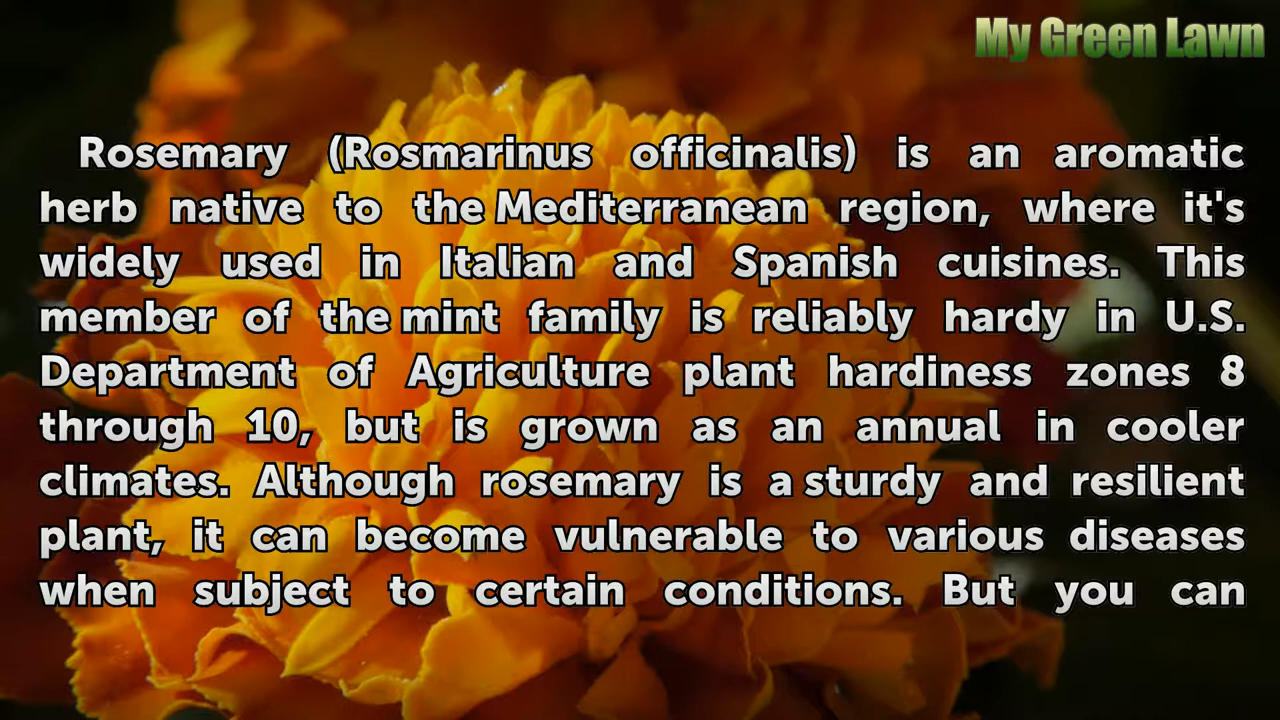 My Green Lawn
Rosemary (Rosmarinus officinalis) is an aromatic
herb native to the Mediterranean region, where it's
widely used in Italian and Spanish cuisines. This
member of the mint family is reliably hardy in U.S.
Department of Agriculture plant hardiness zones 8
through 10, but is grown as an annual in cooler
climates. Although rosemary is a sturdy and resilient
plant, it can become vulnerable to various diseases
when subject to certain conditions. But you can